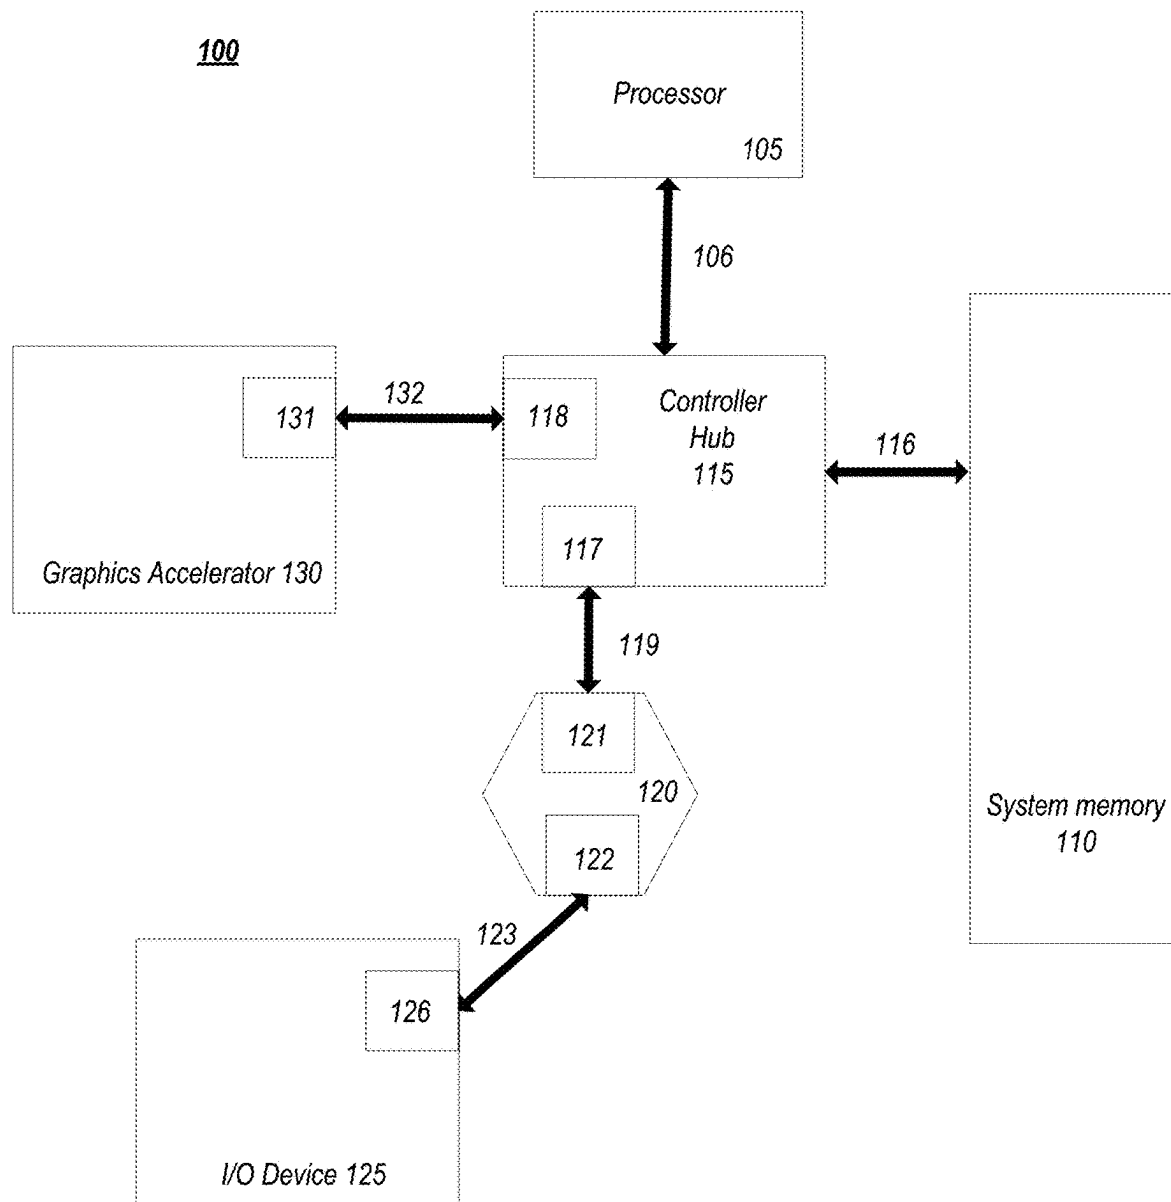 100
Processor
105
106
131
132
118
Controller
Hub
115
116
117
Graphics Accelerator 130
119
121
120
System memory
110
122
123
126
I/O Device 125